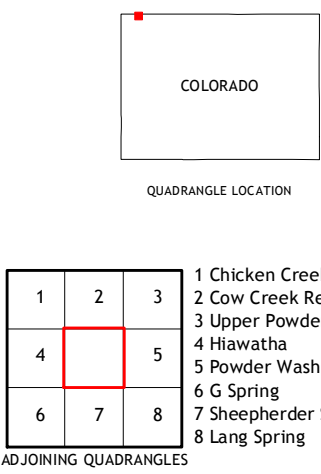 COLORADO
QUADRANGLE LOCATION
1 2 3
4 5
6 7 8
1 Chicken
2 Cow Creek
3 Upper
4 Hiawatha
5 Powder Wash
6 G Spring
7 Sheepherder
8 Lang Spring
ADJOINING QUADRANGLES